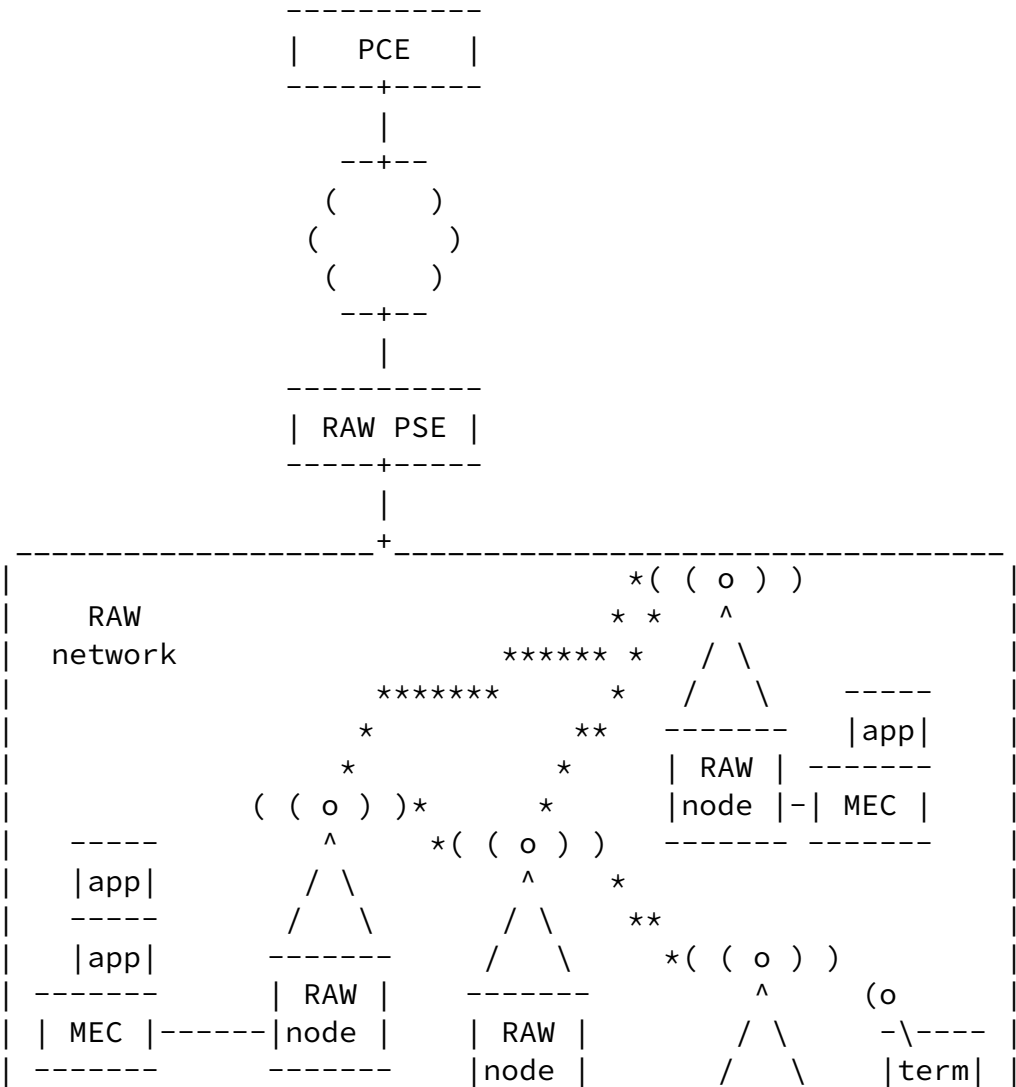 PCE
RAW PSE
RAW
network
app
RAW
node
MEC
app
app
RAW
node
MEC
RAW
node
term